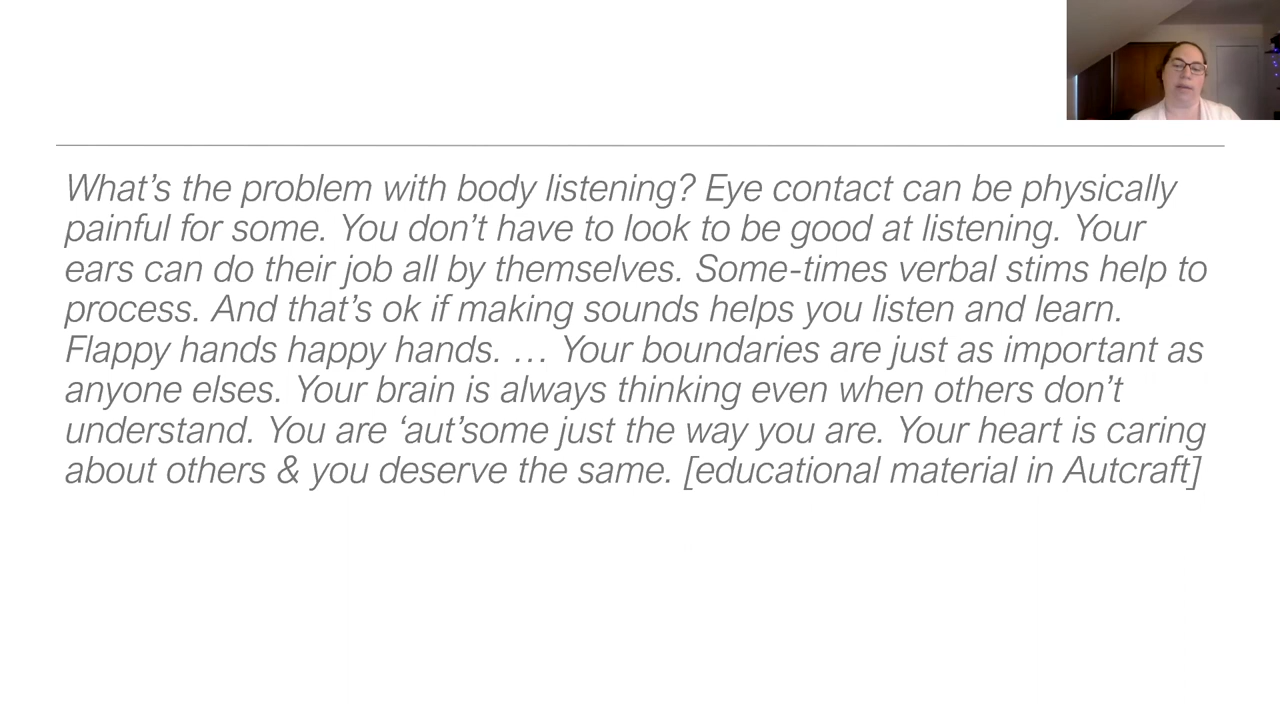 What’s the problem with body listening? Eye contact can be physically
painful for some. You don’t have to look to be good at listening. Your
ears can do their job all by themselves. Some-times verbal stims help to
process. And that’s ok if making sounds helps you listen and learn.
Flappy hands happy hands. … Your boundaries are just as important as
anyone elses. Your brain is always thinking even when others don’t
understand. You are ‘aut’some just the way you are. Your heart is caring
about others & you deserve the same. [educational material in Autcraft]